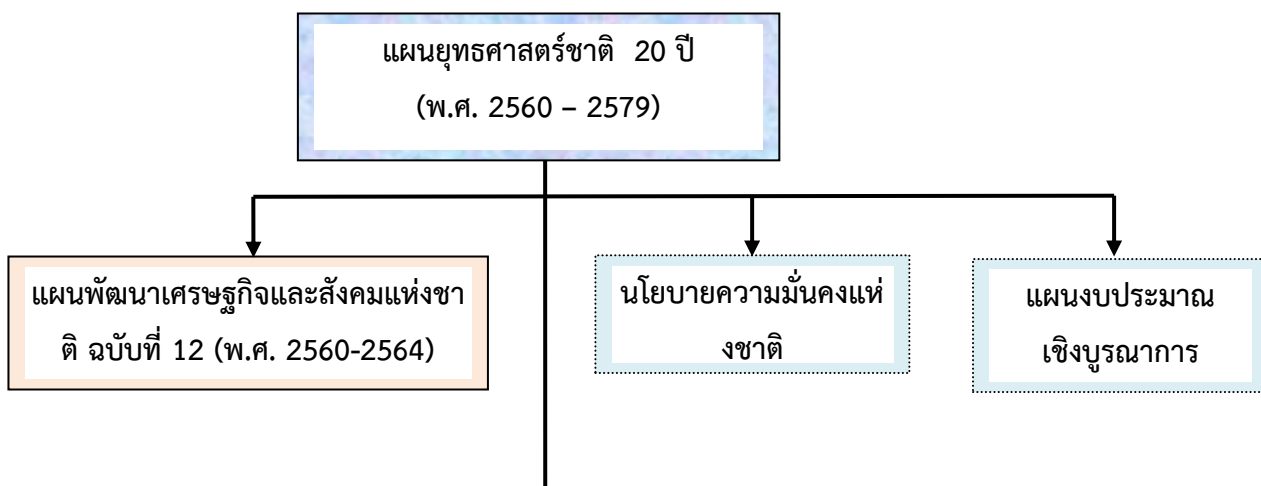 แผนยุทธศาสตร์ชาติ 20 ปี
(พ.ศ. 2560 – 2579)
แผนพัฒนาเศรษฐกิจและสังคมแห่งชา
ติ ฉบับที่ 12 (พ.ศ. 2560-2564)
นโยบายความมั่นคงแห่
งชาติ
แผนงบประมาณ
เชิงบูรณาการ